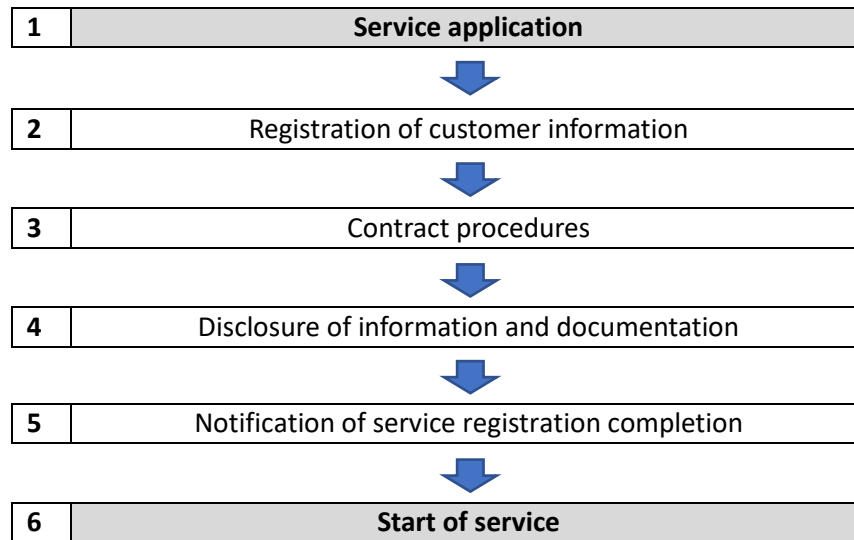 1 Service application
2 Registration of customer information
3 Contract procedures
4 Disclosure of information and documentation
5 Notification of service registration completion
6 Start of service